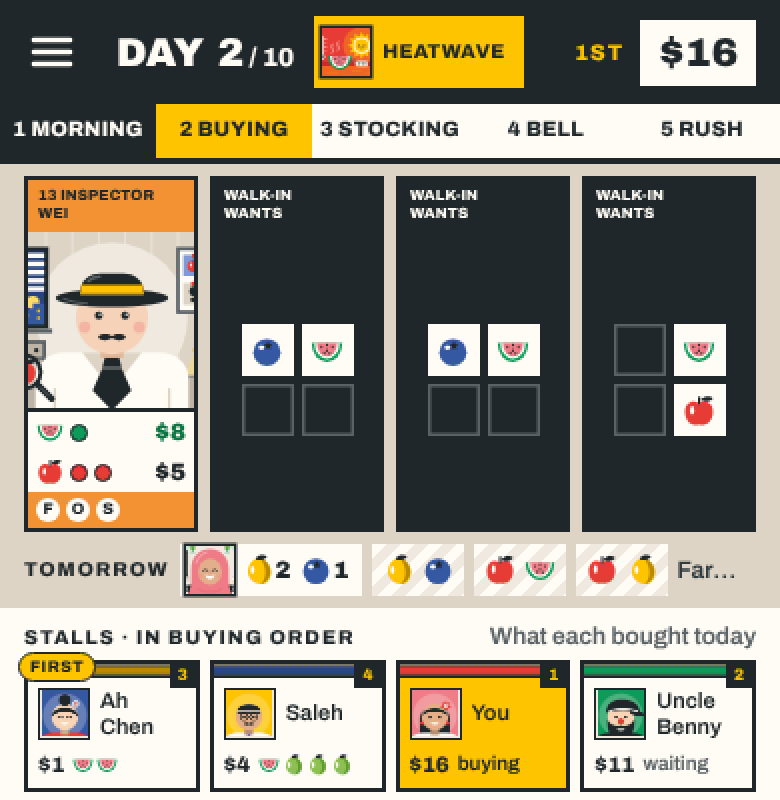 DAY 2 / 10
HEATWAVE
1ST
$16
1 MORNING
2 BUYING
3 STOCKING
4 BELL
5 RUSH
13 INSPECTOR
WEI
$8
$5
F O S
WALK-IN
WANTS
WALK-IN
WANTS
WALK-IN
WANTS
TOMORROW
2
1
Far...
STALLS · IN BUYING ORDER
What each bought today
FIRST
3
Ah
Chen
$1
4
Saleh
$4
1
You
$16 buying
2
Uncle
Benny
$11 waiting